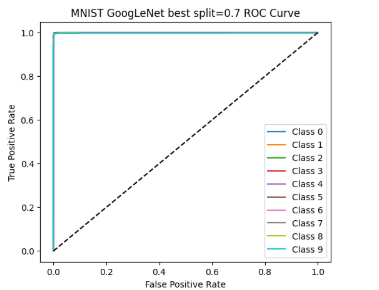 MNIST GoogLeNet best split=0.7 ROC Curve
True Positive Rate
1.0
0.8
0.6
0.4
0.2
0.0
Class 0
Class 1
Class 2
Class 3
Class 4
Class 5
Class 6
Class 7
Class 8
Class 9
0.0 0.2 0.4 0.6 0.8 1.0
False Positive Rate